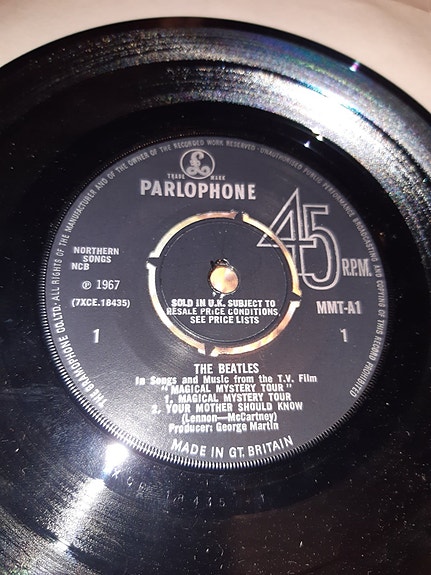 THE GRAMOPHONE CO. LTD. · ALL RIGHTS OF THE MANUFACTURER AND OF THE OWNER OF THE RECORDED WORK RESERVED · UNAUTHORISED PUBLIC PERFORMANCE BROADCASTING AND COPYING OF THIS RECORD PROHIBITED
£
TRADE MARK
PARLOPHONE
45
R.P.M.
NORTHERN
SONGS
NCB
℗ 1967
(7XCE.18435)
SOLD IN U.K. SUBJECT TO
RESALE PRICE CONDITIONS,
SEE PRICE LISTS
MMT-A1
1
1
THE BEATLES
In Songs and Music from the T.V. Film
"MAGICAL MYSTERY TOUR"
1. MAGICAL MYSTERY TOUR
2. YOUR MOTHER SHOULD KNOW
(Lennon—McCartney)
Producer: George Martin
MADE IN GT. BRITAIN